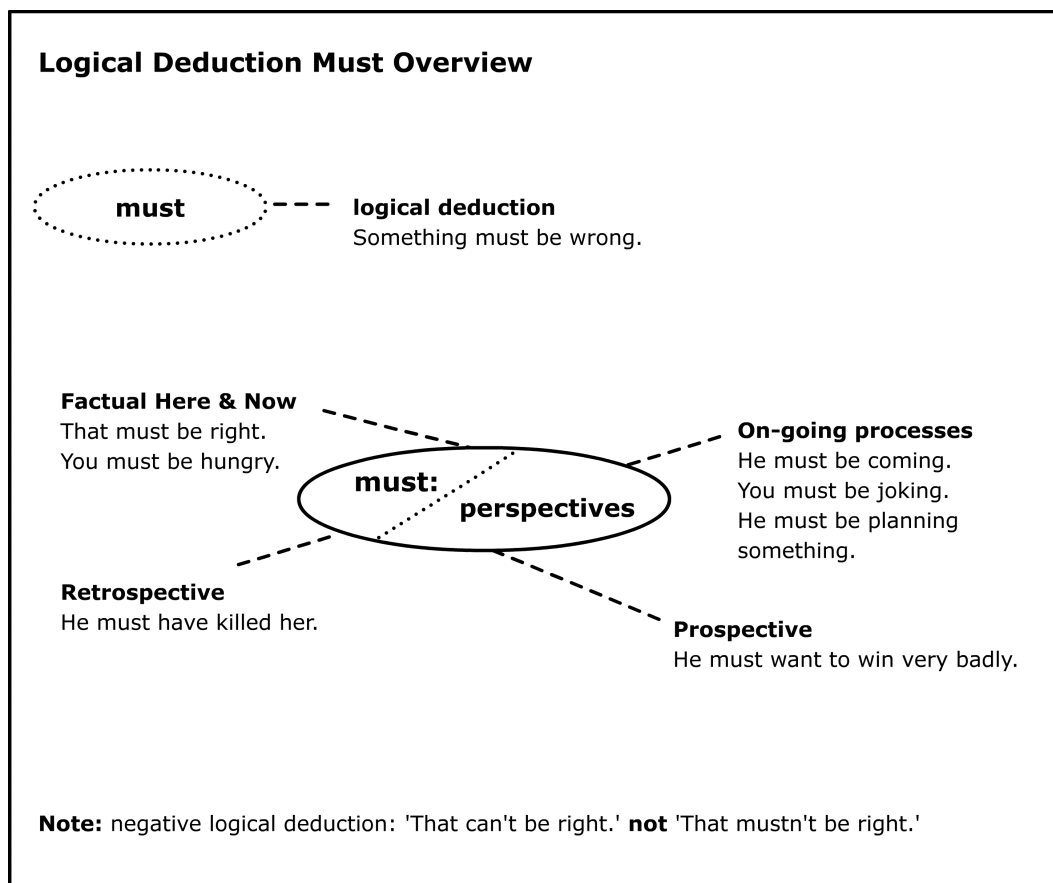 Logical Deduction Must Overview
must
logical deduction
Something must be wrong.
Factual Here & Now
That must be right.
You must be hungry.
must:
perspectives
On-going processes
He must be coming.
You must be joking.
He must be planning
something.
Retrospective
He must have killed her.
Prospective
He must want to win very badly.
Note: negative logical deduction: 'That can't be right.' not 'That mustn't be right.'